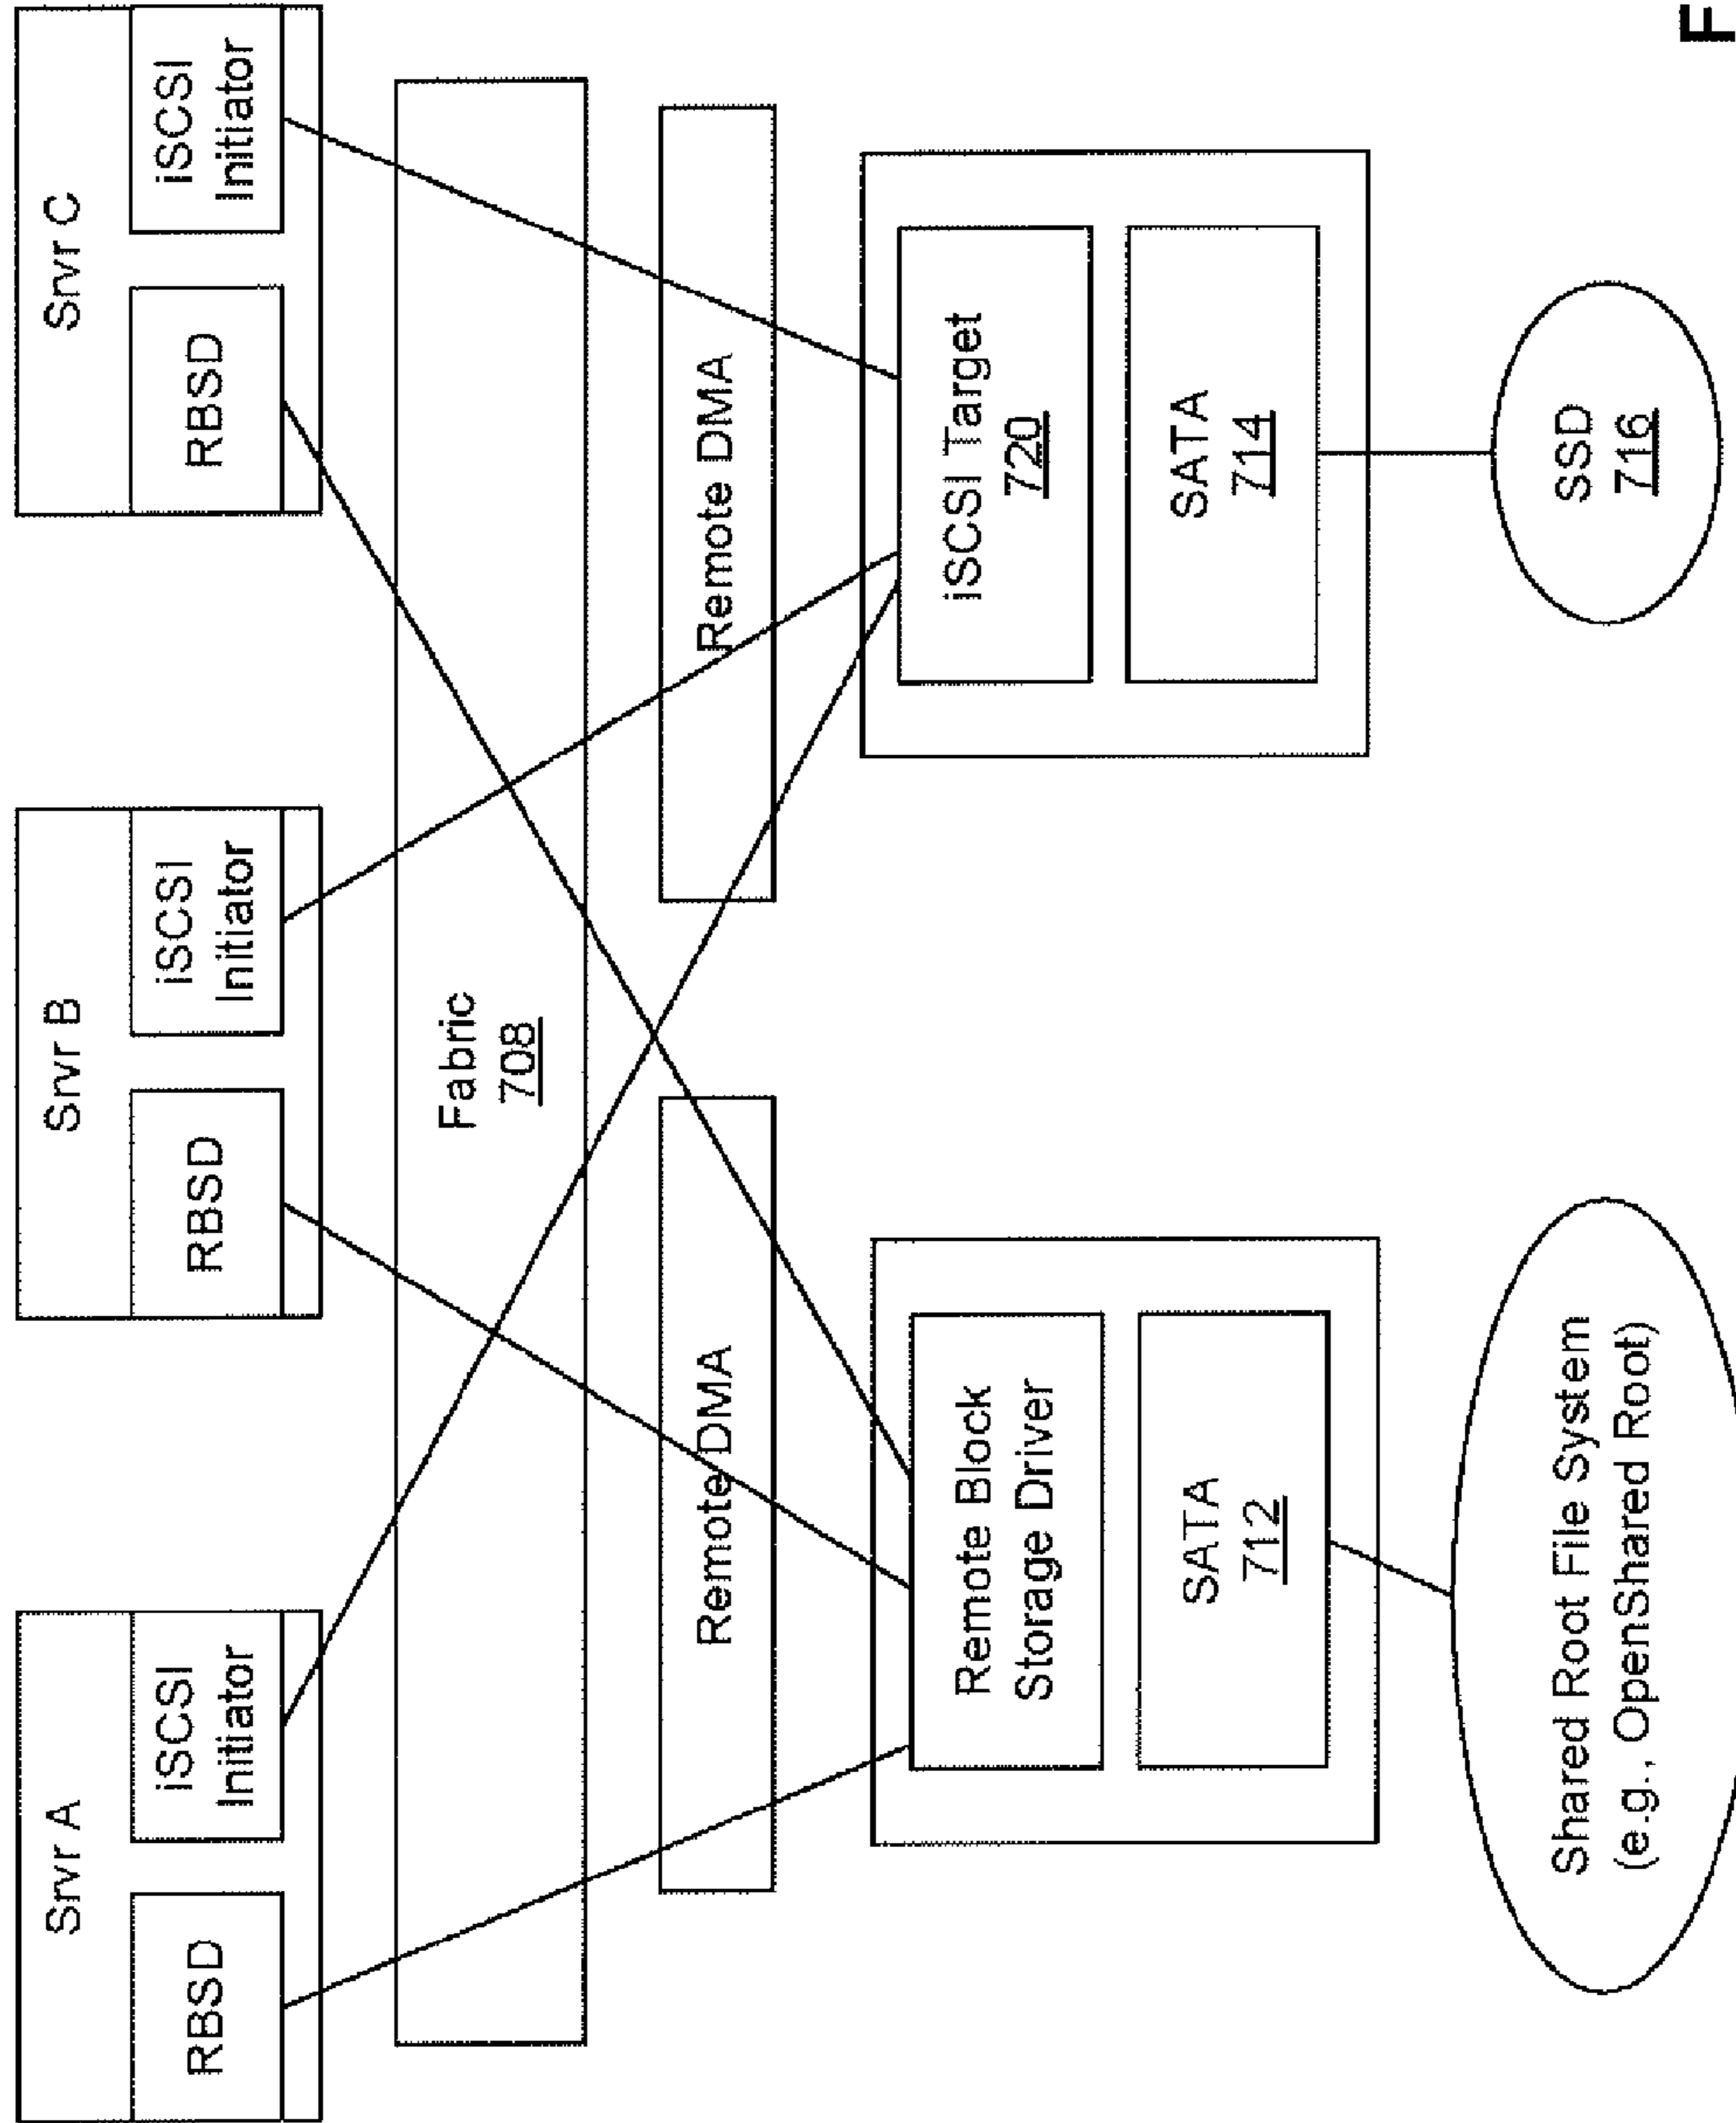 Srvr A
RBSD
iSCSI
Initiator
Srvr B
RBSD
iSCSI
Initiator
Srvr C
RBSD
iSCSI
Initiator
Fabric
708
Remote DMA
Remote DMA
Remote Block
Storage Driver
SATA
712
iSCSI Target
720
SATA
714
Shared Root File System
(e.g., OpenShared Root)
SSD
716
F